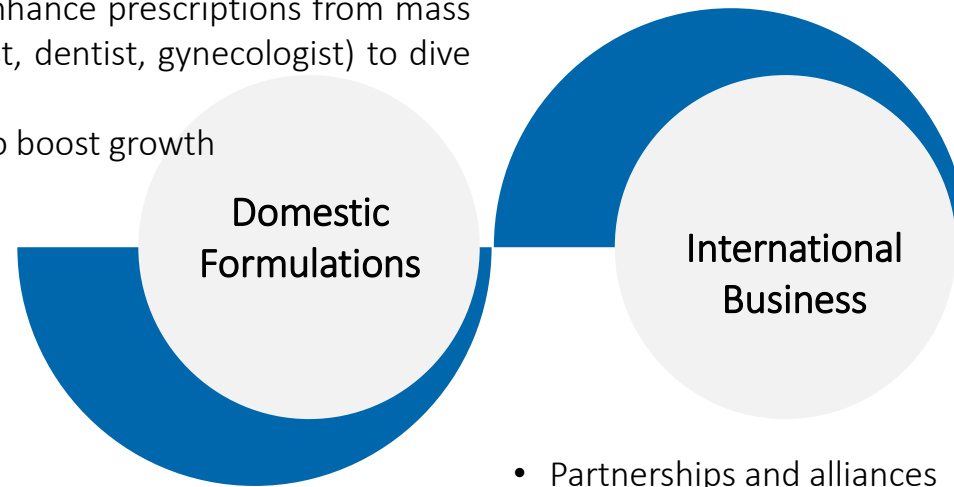 nhance prescriptions from mass
t, dentist, gynecologist) to dive
o boost growth
Domestic
Formulations
International
Business
• Partnerships and alliances